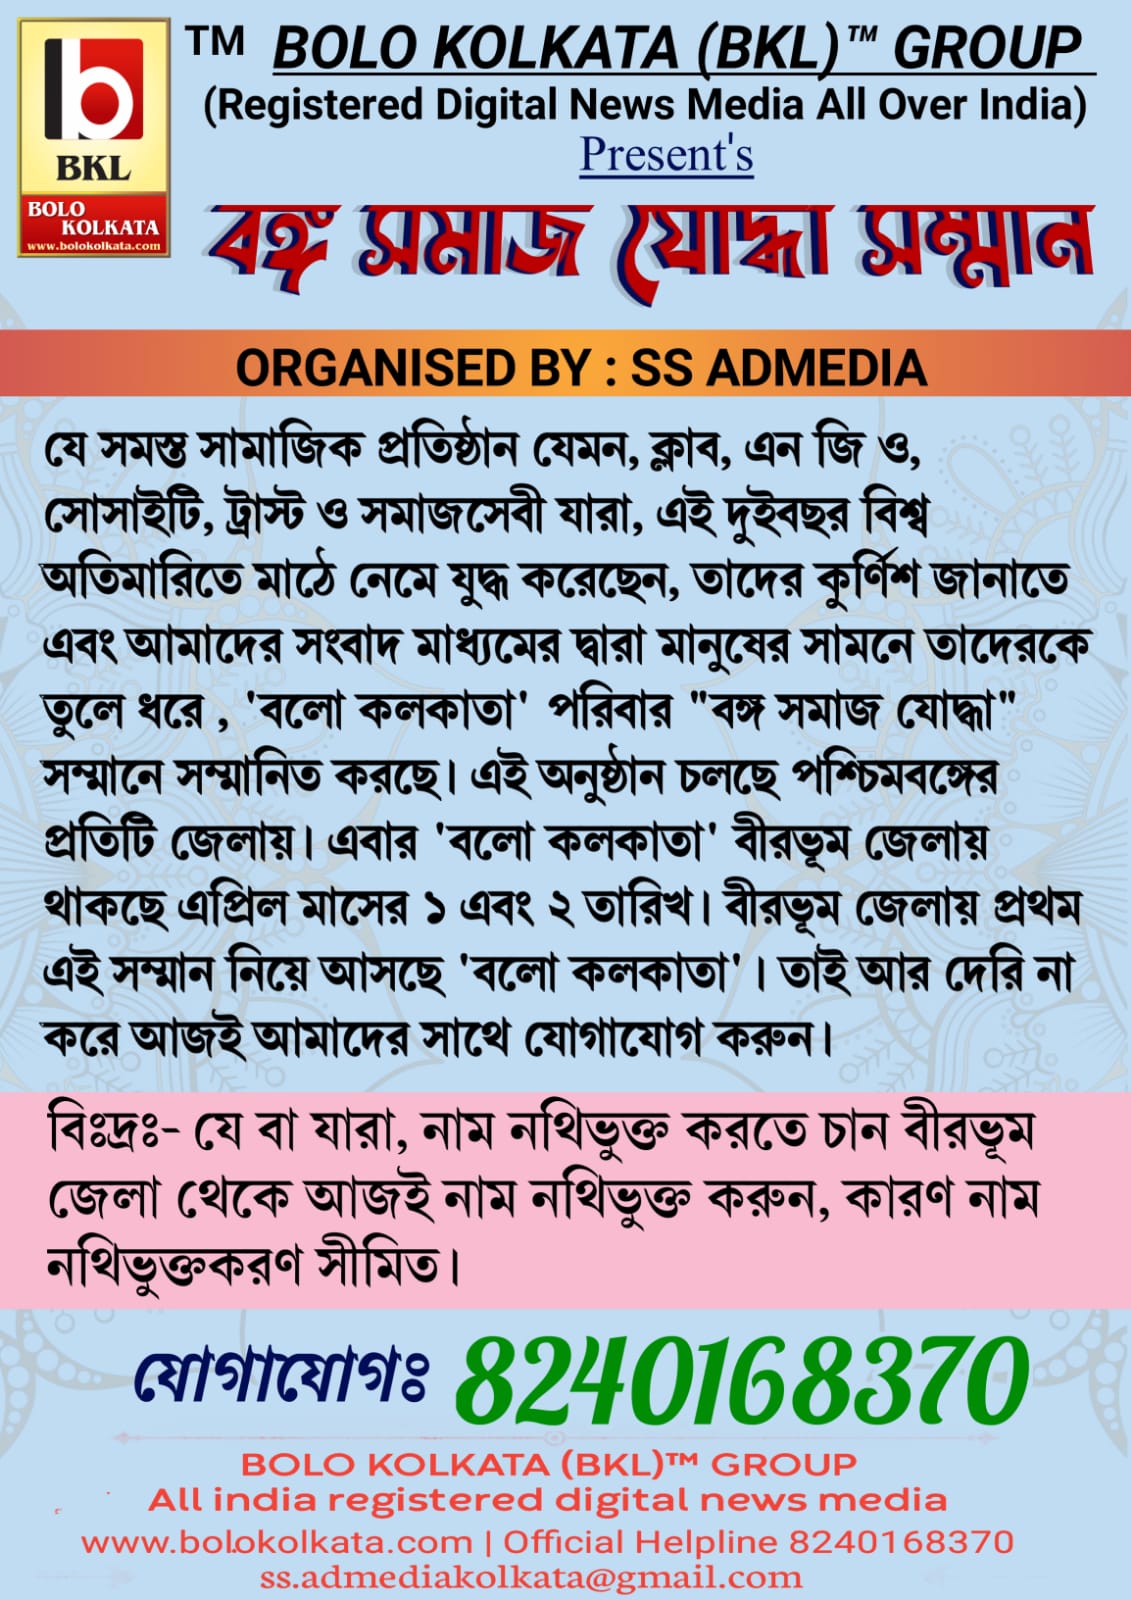 b
BKL
BOLO
KOLKATA
www.bolokolkata.com
TM BOLO KOLKATA (BKL)™ GROUP
(Registered Digital News Media All Over India)
Present's
বঙ্গ সমাজ যোদ্ধা সম্মান
ORGANISED BY : SS ADMEDIA
যে সমস্ত সামাজিক প্রতিষ্ঠান যেমন, ক্লাব, এন জি ও,
সোসাইটি, ট্রাস্ট ও সমাজসেবী যারা, এই দুইবছর বিশ্ব
অতিমারিতে মাঠে নেমে যুদ্ধ করেছেন, তাদের কুর্ণিশ জানাতে
এবং আমাদের সংবাদ মাধ্যমের দ্বারা মানুষের সামনে তাদেরকে
তুলে ধরে , 'বলো কলকাতা' পরিবার "বঙ্গ সমাজ যোদ্ধা"
সম্মানে সম্মানিত করছে। এই অনুষ্ঠান চলছে পশ্চিমবঙ্গের
প্রতিটি জেলায়। এবার 'বলো কলকাতা' বীরভূম জেলায়
থাকছে এপ্রিল মাসের ১ এবং ২ তারিখ। বীরভূম জেলায় প্রথম
এই সম্মান নিয়ে আসছে 'বলো কলকাতা'। তাই আর দেরি না
করে আজই আমাদের সাথে যোগাযোগ করুন।
বিঃদ্রঃ- যে বা যারা, নাম নথিভুক্ত করতে চান বীরভূম
জেলা থেকে আজই নাম নথিভুক্ত করুন, কারণ নাম
নথিভুক্তকরণ সীমিত।
যোগাযোগঃ 8240168370
BOLO KOLKATA (BKL)™ GROUP
All india registered digital news media
www.bolokolkata.com | Official Helpline 8240168370
ss.admediakolkata@gmail.com